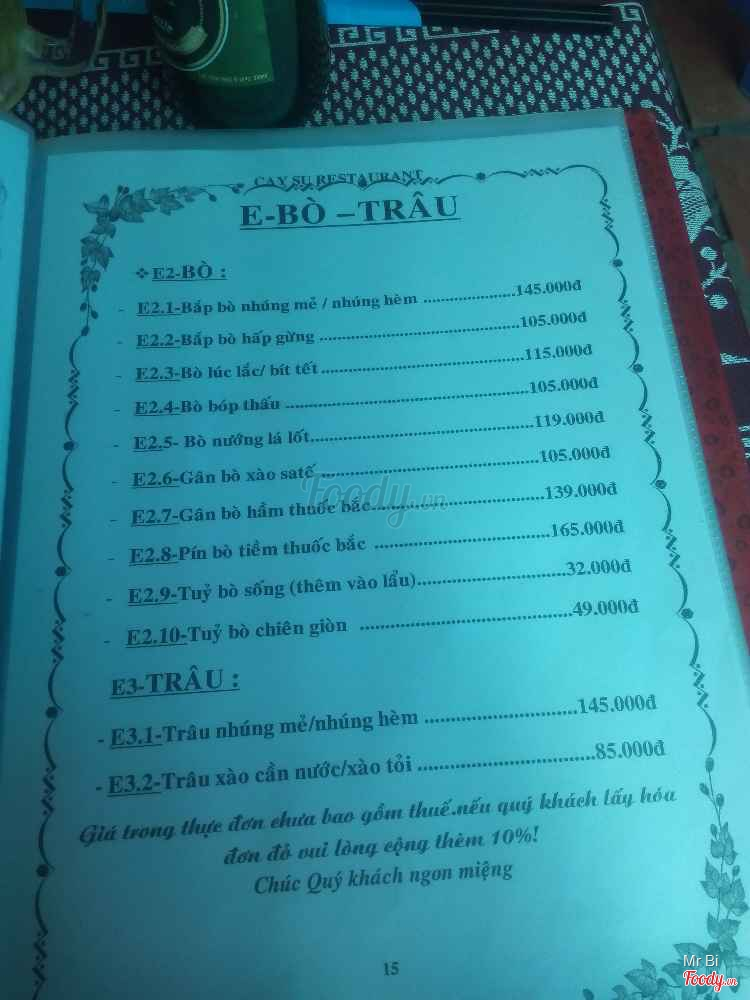 CAY SU RESTAURANT
E-BÒ –TRÂU
❖E2-BÒ :
- E2.1-Bắp bò nhúng mẻ / nhúng hèm ......................145.000đ
- E2.2-Bắp bò hấp gừng ..............................................105.000đ
- E2.3-Bò lúc lắc/ bít tết..............................................115.000đ
- E2.4-Bò bóp thấu ......................................................105.000đ
- E2.5- Bò nướng lá lốt..................................................119.000đ
- E2.6-Gân bò xào satế ................................................105.000đ
- E2.7-Gân bò hầm thuốc bắc......................................139.000đ
- E2.8-Pín bò tiềm thuốc bắc ......................................165.000đ
- E2.9-Tuỷ bò sống (thêm vào lẩu)................................32.000đ
- E2.10-Tuỷ bò chiên giòn ............................................49.000đ
E3-TRÂU :
- E3.1-Trâu nhúng mẻ/nhúng hèm ..............................145.000đ
- E3.2-Trâu xào cần nước/xào tỏi ..................................85.000đ
Giá trong thực đơn chưa bao gồm thuế.nếu quý khách lấy hóa
đơn đỏ vui lòng cộng thêm 10%!
Chúc Quý khách ngon miệng
15
Foody.vn
Mr Bi
Foody.vn